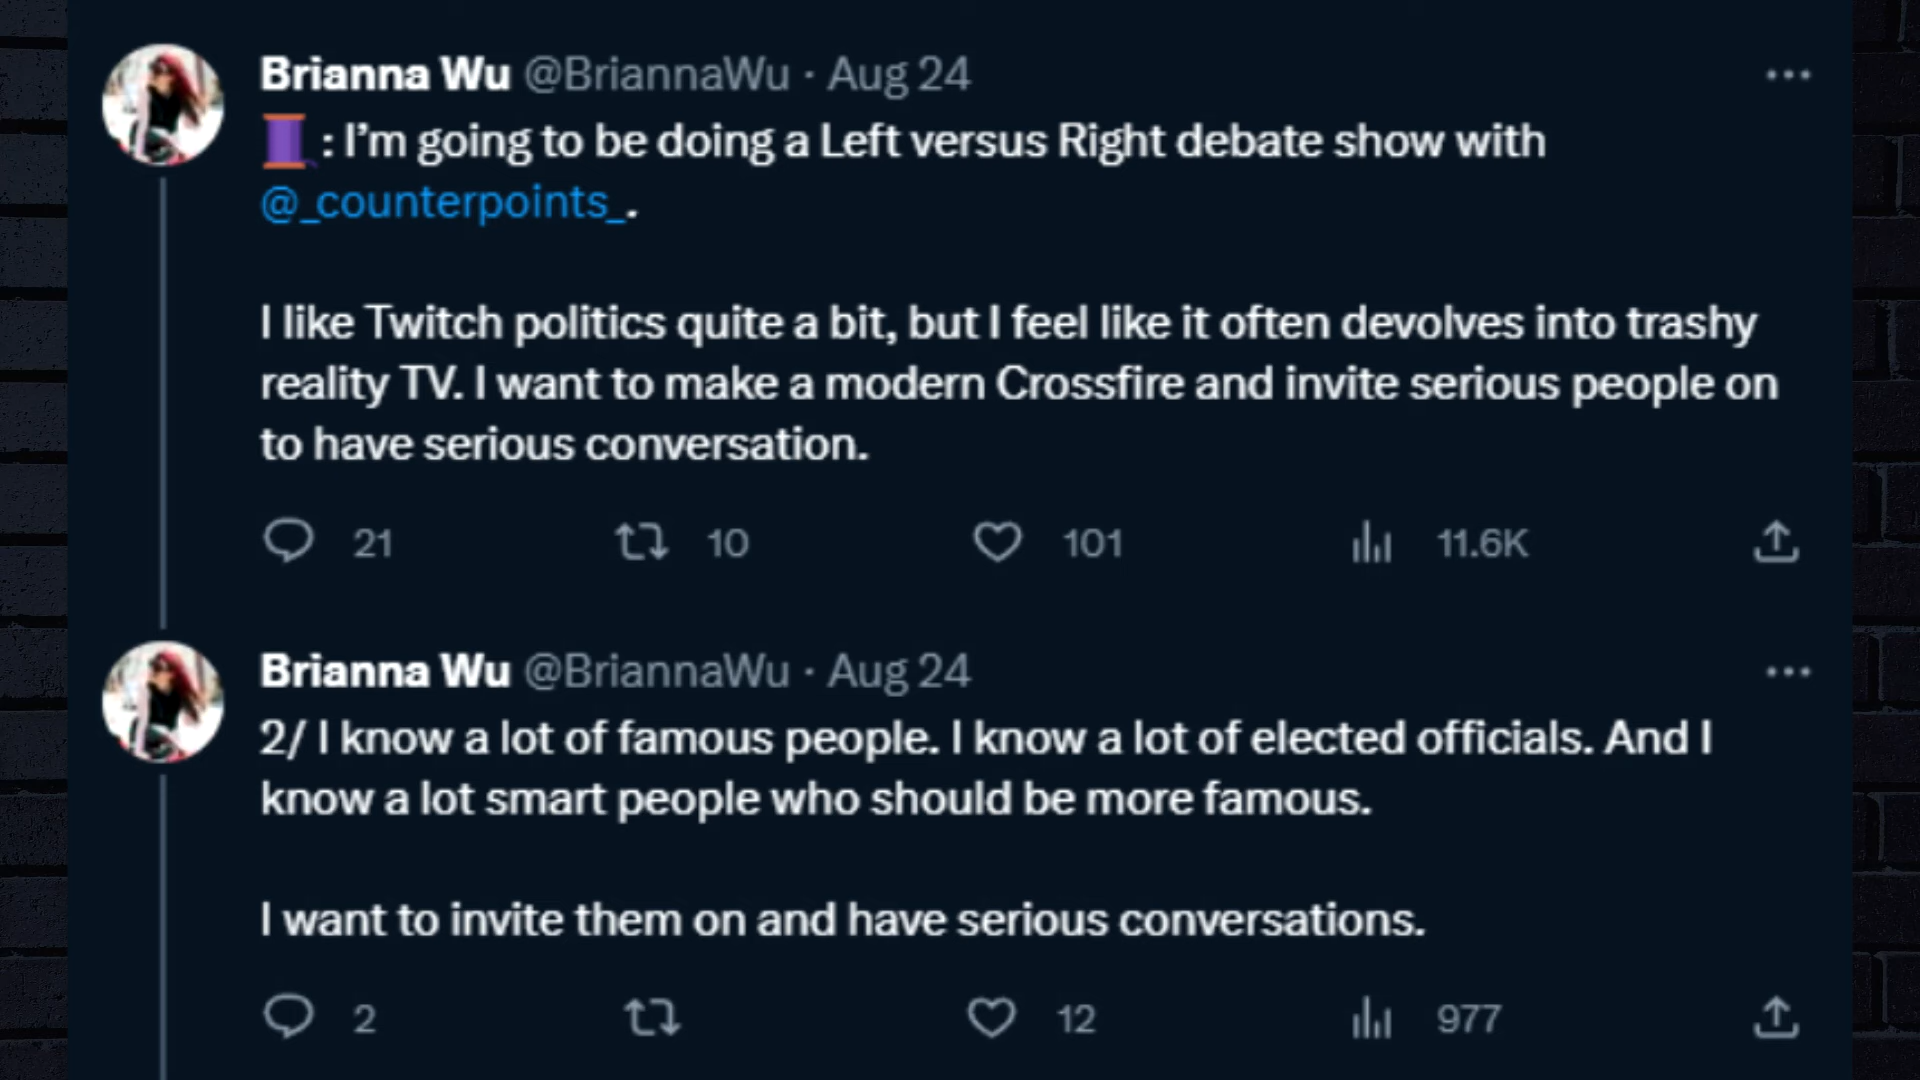 Brianna Wu @BriannaWu · Aug 24
🧵 : I’m going to be doing a Left versus Right debate show with
@_counterpoints_.
I like Twitch politics quite a bit, but I feel like it often devolves into trashy
reality TV. I want to make a modern Crossfire and invite serious people on
to have serious conversation.
21 10 101 11.6K
Brianna Wu @BriannaWu · Aug 24
2/ I know a lot of famous people. I know a lot of elected officials. And I
know a lot smart people who should be more famous.
I want to invite them on and have serious conversations.
2 12 977